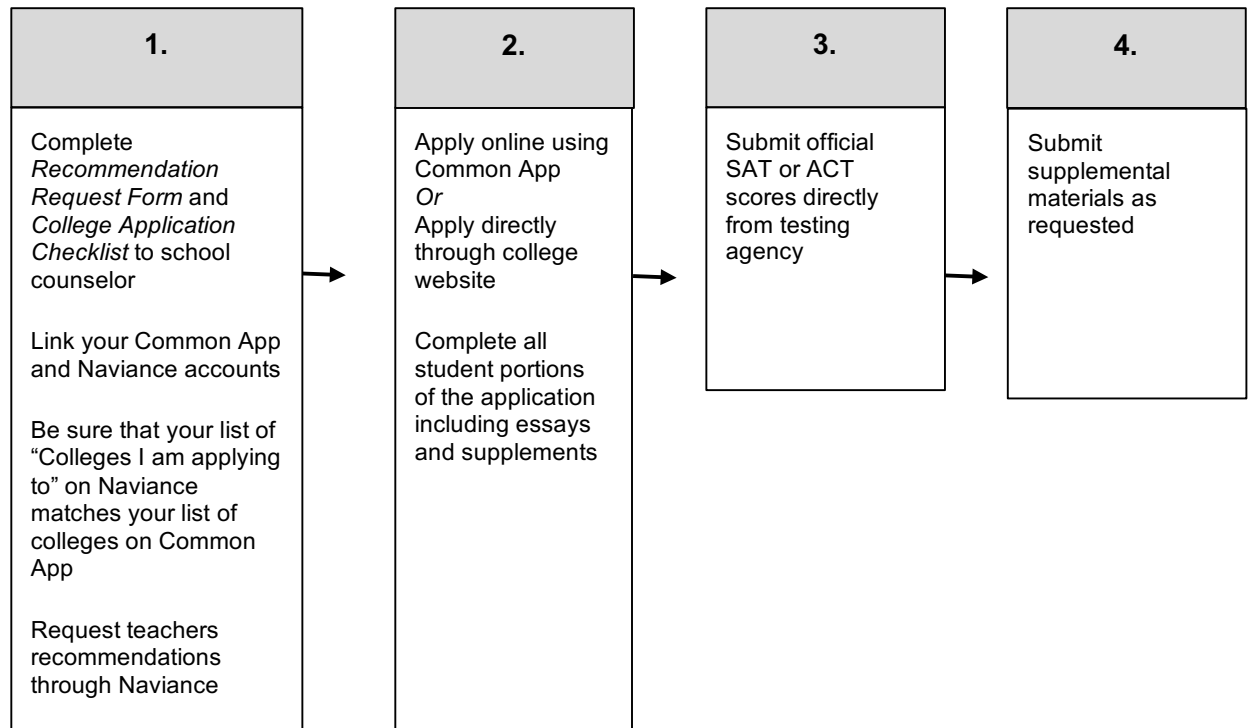 1.
Complete
Recommendation
Request Form and
College Application
Checklist to school
counselor
Link your Common App
and Naviance accounts
Be sure that your list of
“Colleges I am applying
to” on Naviance
matches your list of
colleges on Common
App
Request teachers
recommendations
through Naviance
2.
Apply online using
Common App
Or
Apply directly
through college
website
Complete all
student portions
of the application
including essays
and supplements
3.
Submit official
SAT or ACT
scores directly
from testing
agency
4.
Submit
supplemental
materials as
requested